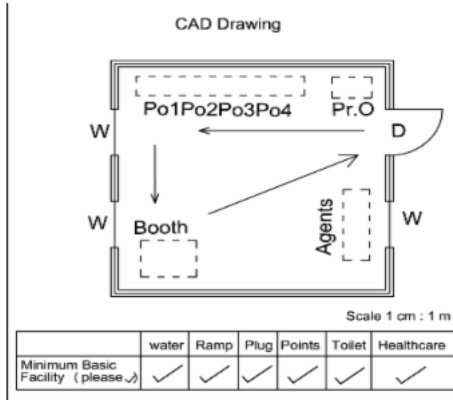 CAD Drawing
Po1Po2Po3Po4 Pr.O
W D
W Booth Agents W
Scale 1 cm : 1 m
water Ramp Plug Points Toilet Healthcare
Minimum Basic
Facility (please ✓) ✓ ✓ ✓ ✓ ✓ ✓